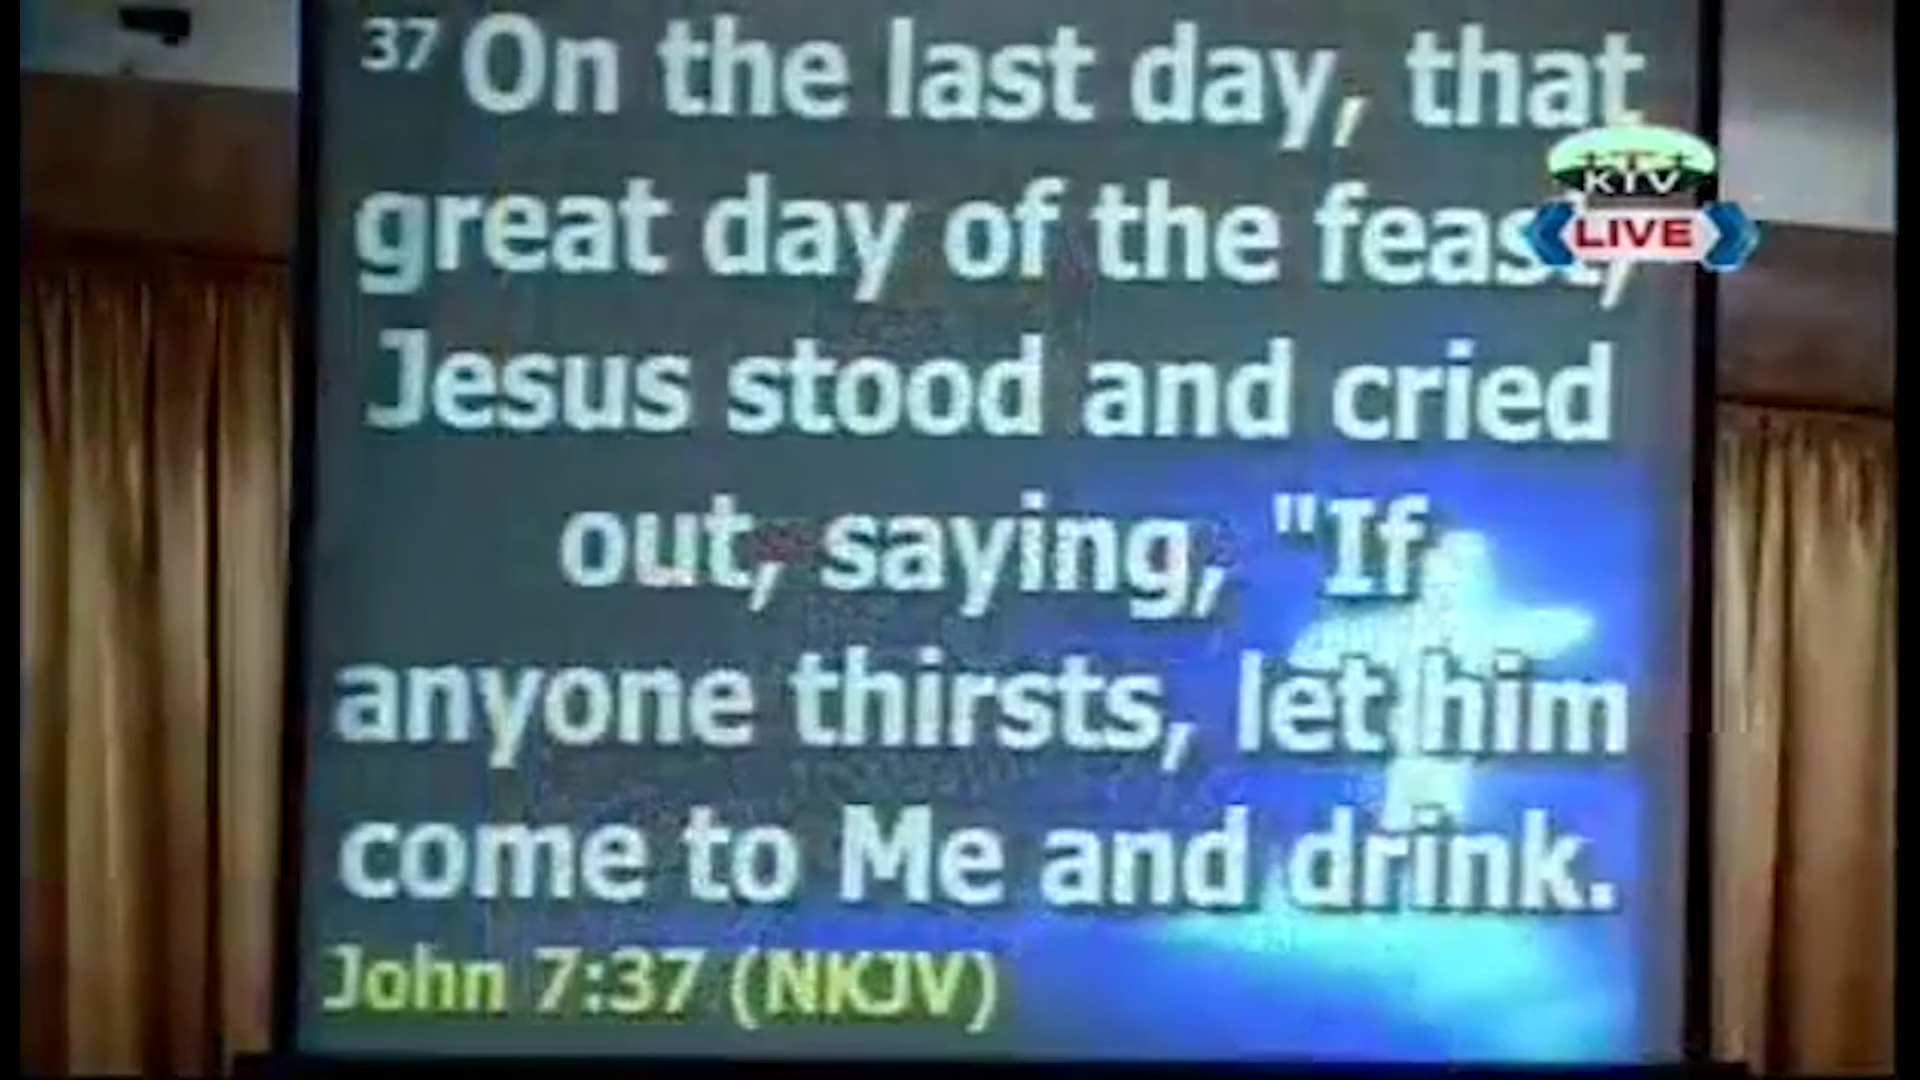 37 On the last day, that
great day of the feast,
Jesus stood and cried
out, saying, "If
anyone thirsts, let him
come to Me and drink.
John 7:37 (NKJV)
KTV
LIVE